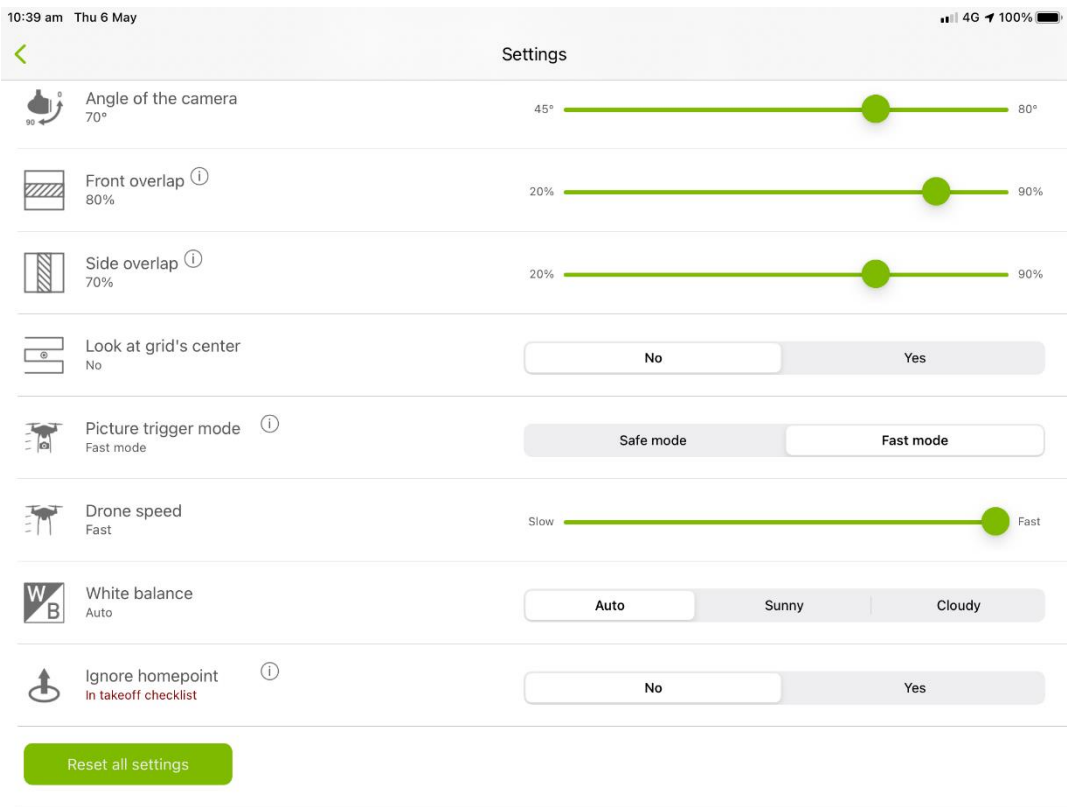 10:39 am Thu 6 May 4G 100%
Settings
0
90
Angle of the camera
70°
45° 80°
Front overlap i
80%
20% 90%
Side overlap i
70%
20% 90%
Look at grid's center
No
No Yes
Picture trigger mode i
Fast mode
Safe mode Fast mode
Drone speed
Fast
Slow Fast
W B
White balance
Auto
Auto Sunny Cloudy
Ignore homepoint i
In takeoff checklist
No Yes
Reset all settings